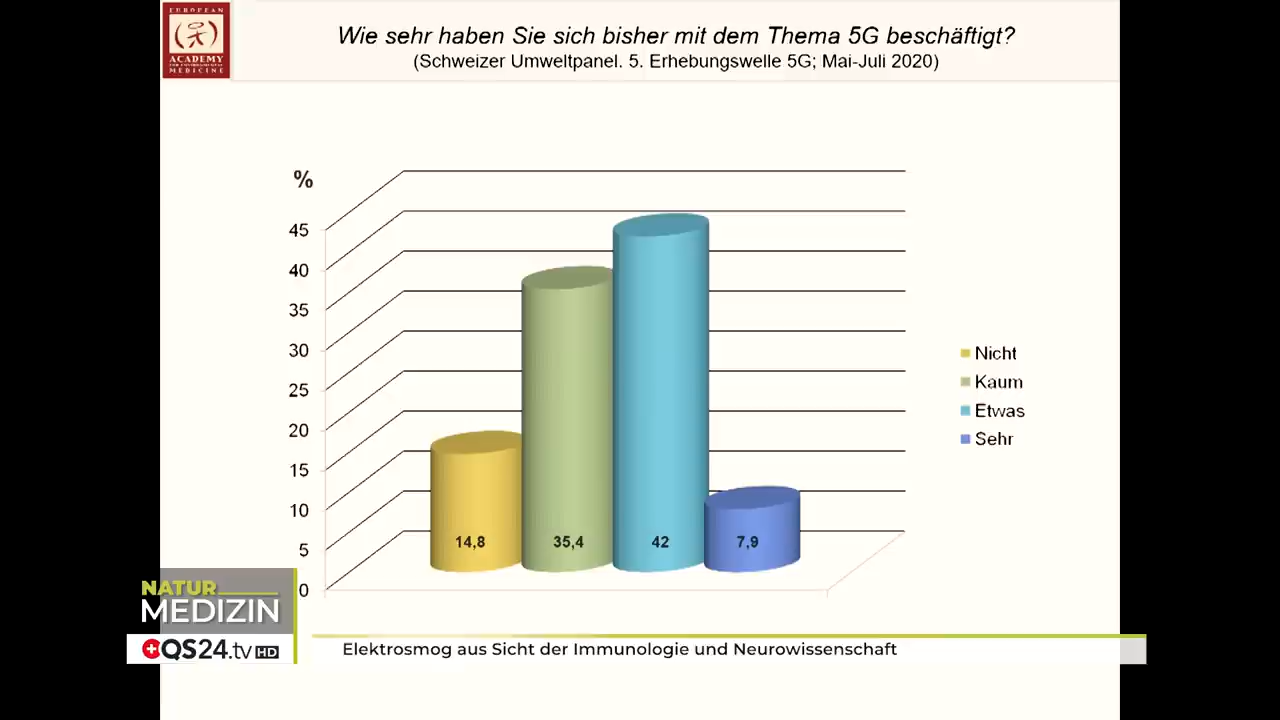 EUROPEAN
ACADEMY
FOR ENVIRONMENTAL
MEDICINE
Wie sehr haben Sie sich bisher mit dem Thema 5G beschäftigt?
(Schweizer Umweltpanel. 5. Erhebungswelle 5G; Mai-Juli 2020)
%
45
40
35
30
25
20
15
10
5
0
14,8
35,4
42
7,9
Nicht
Kaum
Etwas
Sehr
NATUR
MEDIZIN
QS24.tv HD
Elektrosmog aus Sicht der Immunologie und Neurowissenschaft